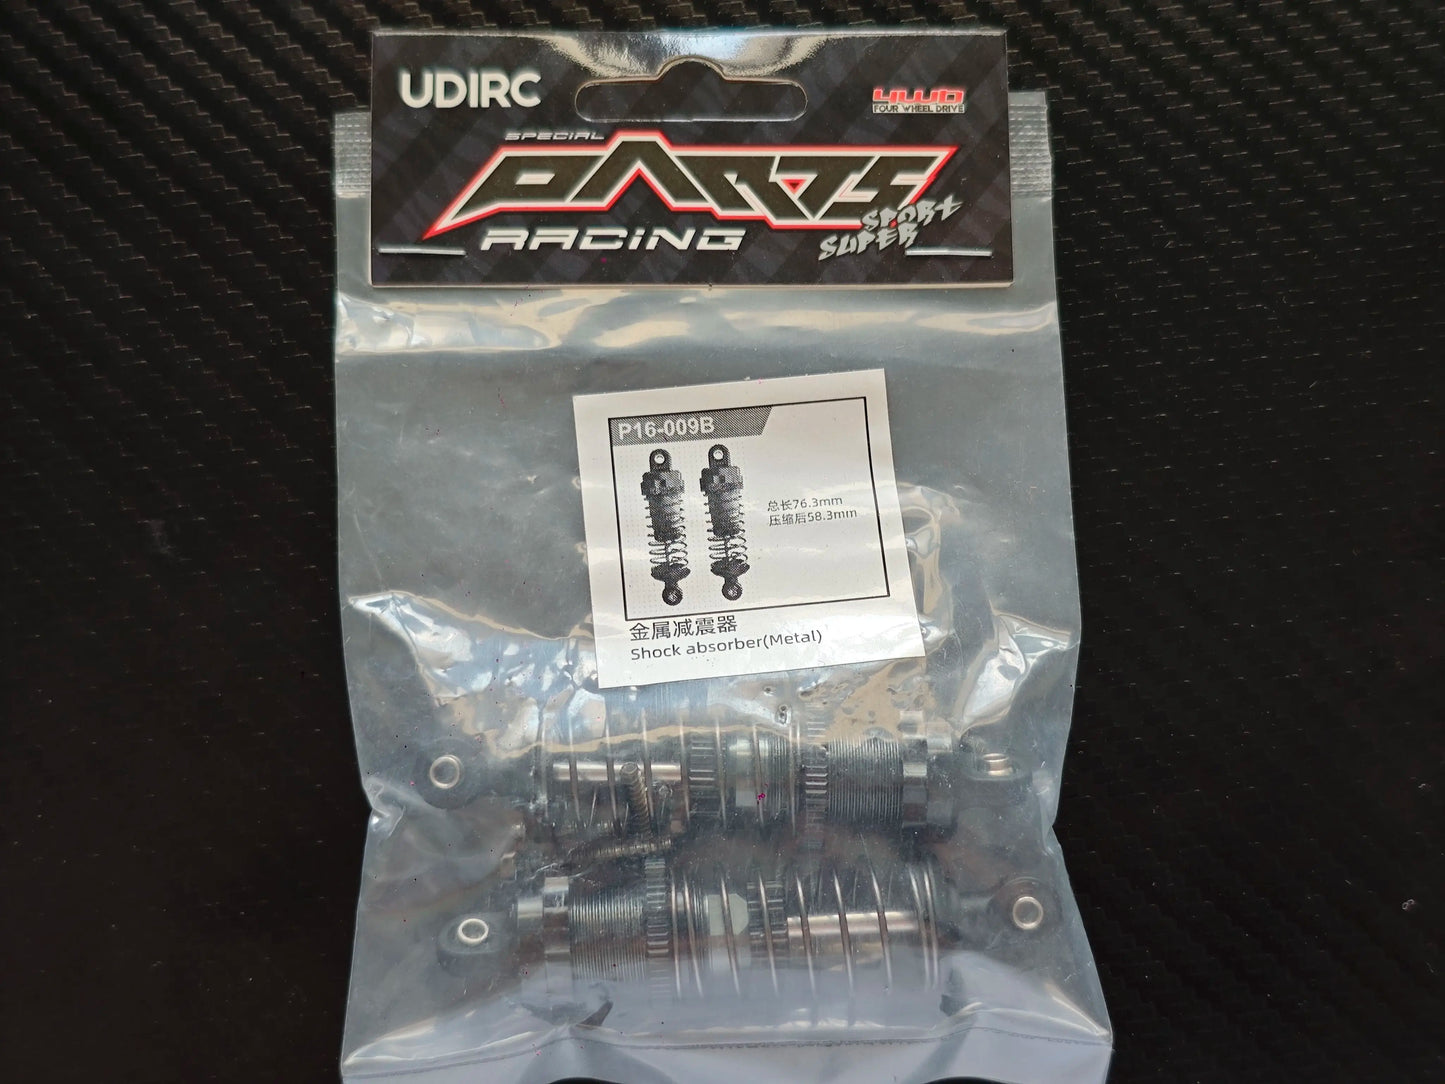 UDIRC
4WD
FOUR WHEEL DRIVE
SPECIAL
PARTS
RACING
SPORT
SUPER
P16-009B
总长76.3mm
压缩后58.3mm
金属减震器
Shock absorber(Metal)